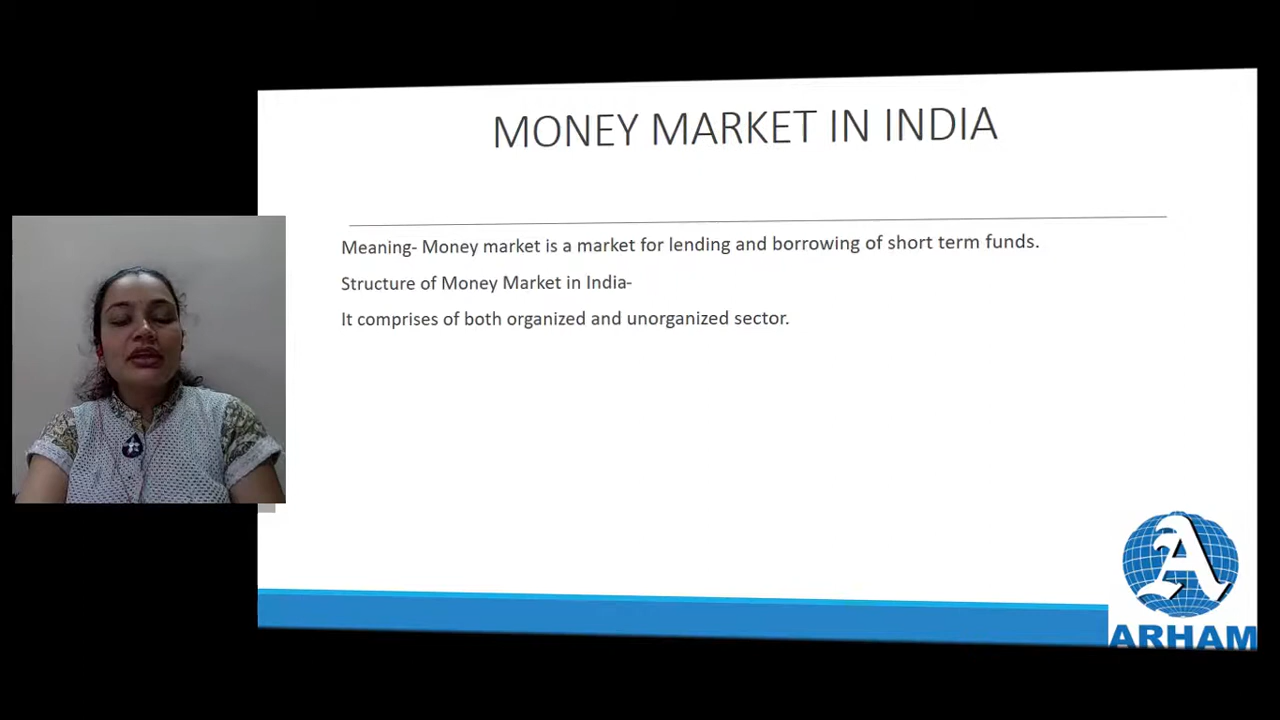 MONEY MARKET IN INDIA
Meaning- Money market is a market for lending and borrowing of short term funds.
Structure of Money Market in India-
It comprises of both organized and unorganized sector.
A
ARHAM